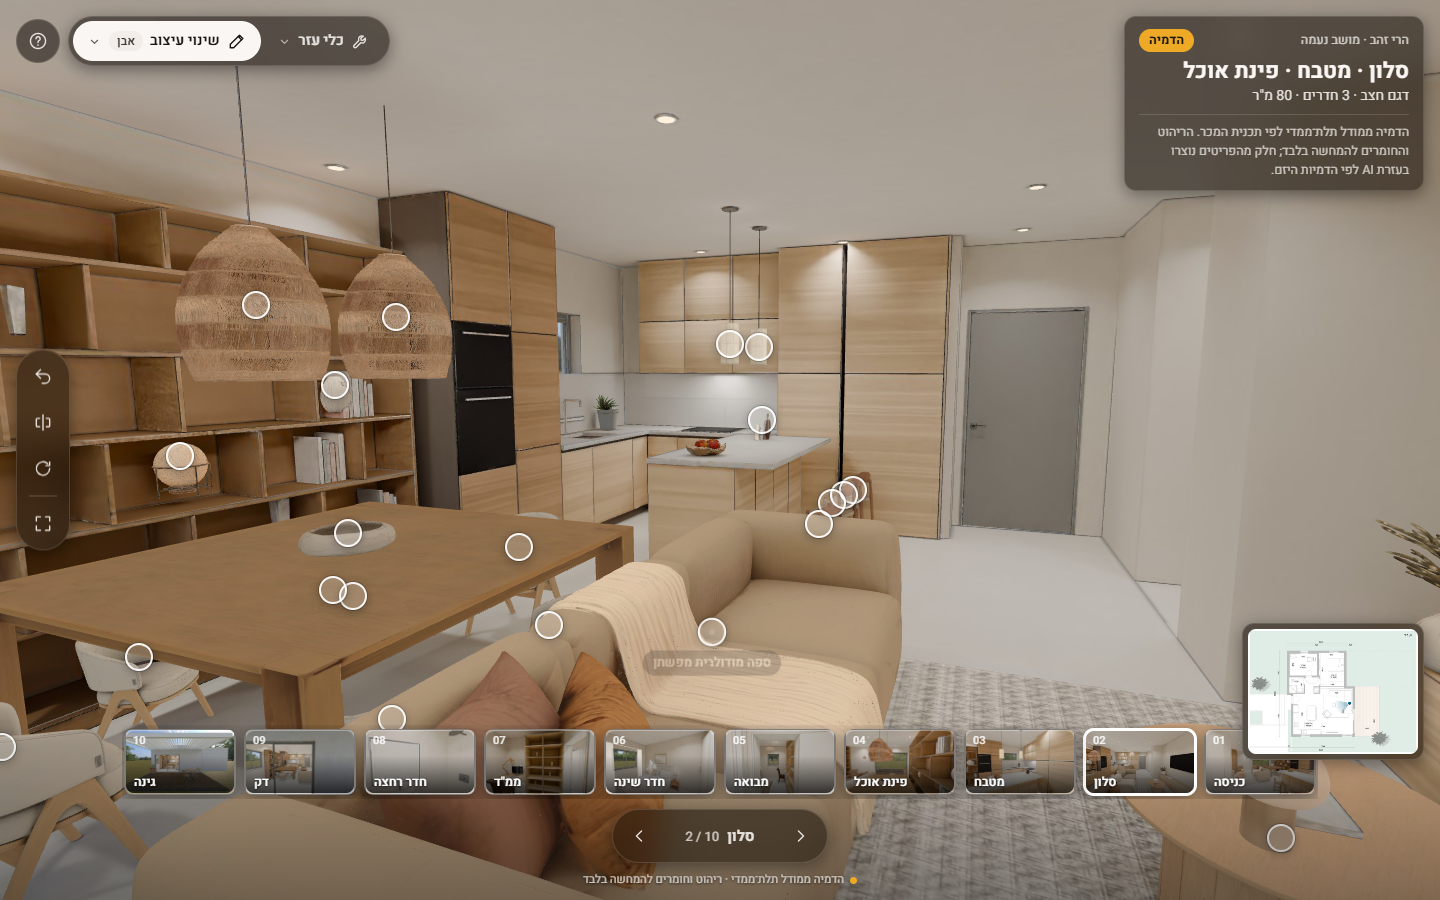 שינוי עיצוב
אבן
כלי עזר
הרי זהב · מושב נעמה
הדמיה
סלון · מטבח · פינת אוכל
דגם חצב · 3 חדרים · 80 מ"ר
הדמיה ממודל תלת־ממדי לפי תכנית המכר. הריהוט
והחומרים להמחשה בלבד; חלק מהפריטים נוצרו
בעזרת AI לפי הדמיות היזם.
ספה מודולרית מפשתן
01
כניסה
02
סלון
03
מטבח
04
פינת אוכל
05
מבואה
06
חדר שינה
07
ממ"ד
08
חדר רחצה
09
דק
10
גינה
סלון 2 / 10
הדמיה ממודל תלת־ממדי · ריהוט וחומרים להמחשה בלבד